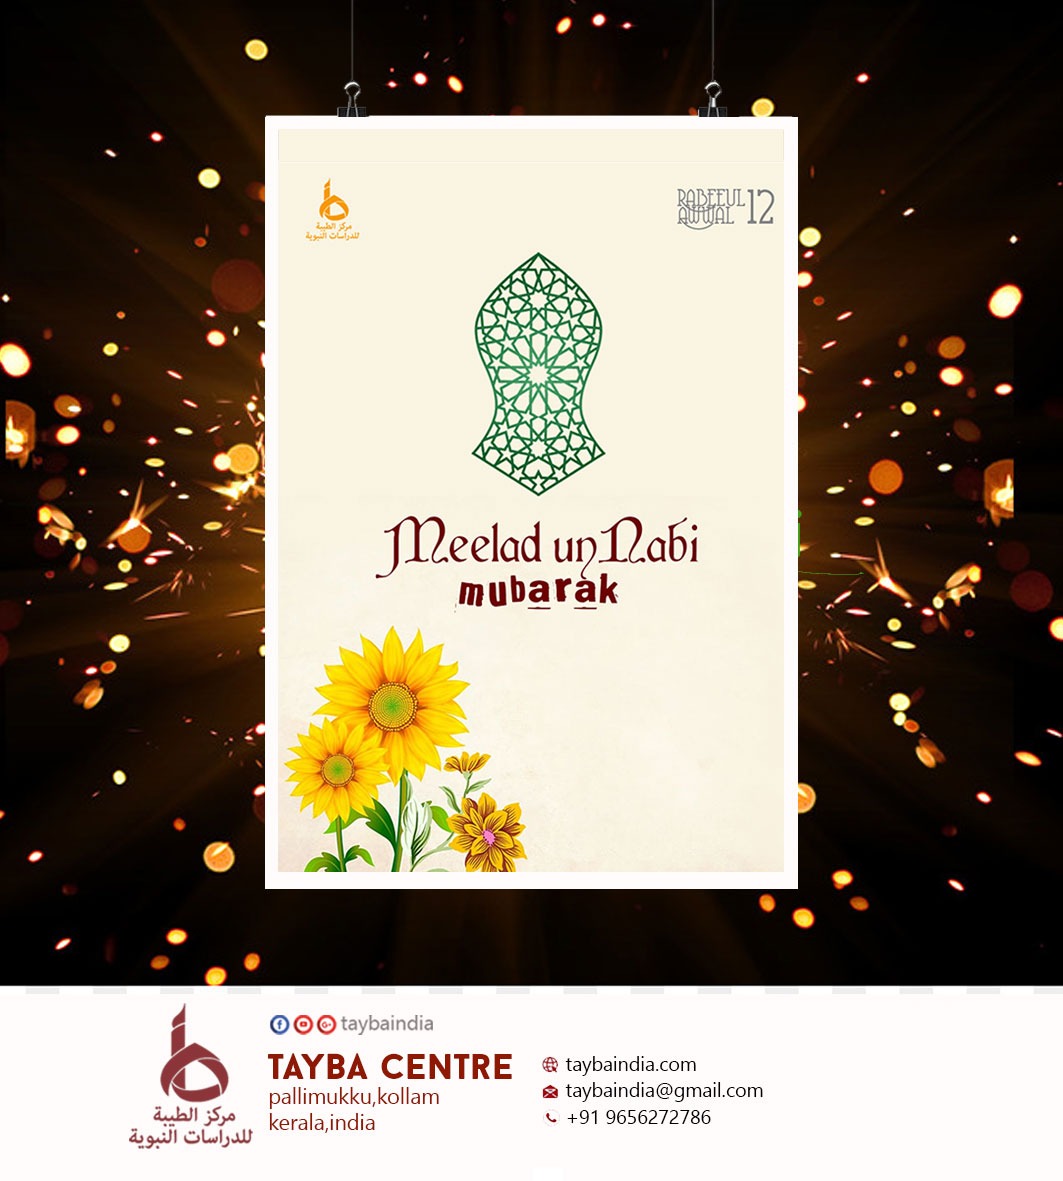 مركز الطيبة
للدراسات النبوية
RABEEUL
AWWAL 12
Meelad un Nabi
mubarak
taybaindia
مركز الطيبة
للدراسات النبوية
TAYBA CENTRE
pallimukku,kollam
kerala,india
taybaindia.com
taybaindia@gmail.com
+91 9656272786